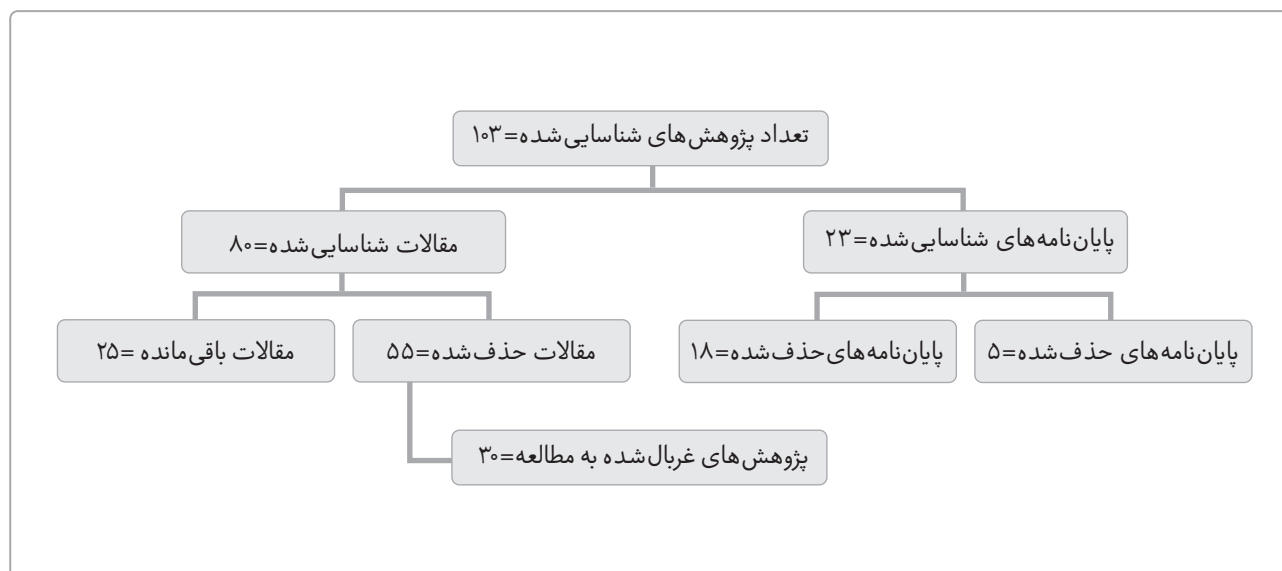 تعداد پژوهش‌های شناسایی‌شده=۱۰۳
پایان‌نامه‌های شناسایی‌شده=۲۳
مقالات شناسایی‌شده=۸۰
پایان‌نامه‌های حذف‌شده=۵
پایان‌نامه‌های‌حذف‌شده=۱۸
مقالات حذف‌شده=۵۵
مقالات باقی‌مانده =۲۵
پژوهش‌های غربال‌شده به مطالعه=۳۰